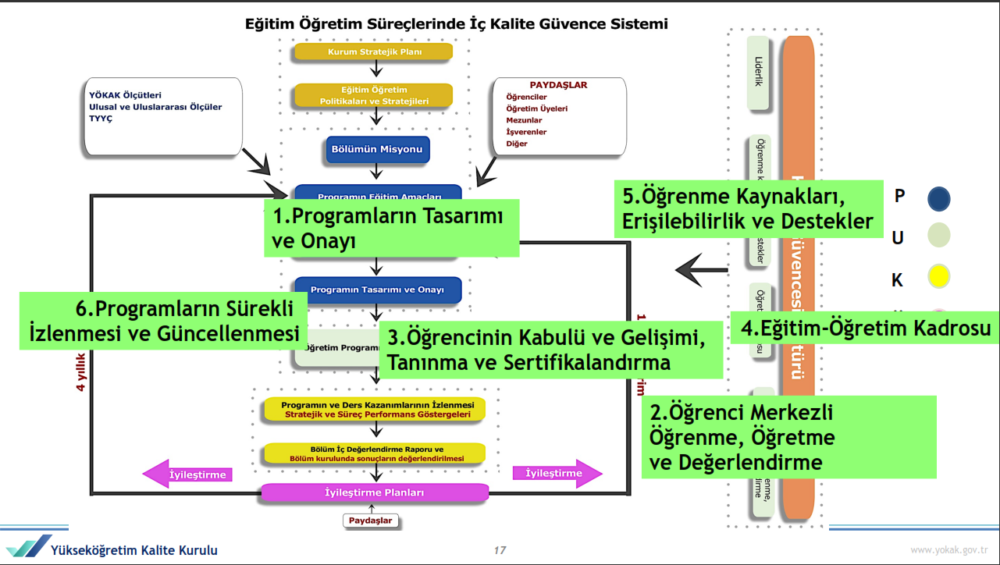 Eğitim Öğretim Süreçlerinde İç Kalite Güvence Sistemi
Kurum Stratejik Planı
Eğitim Öğretim
Politikaları ve Stratejileri
YÖKAK Ölçütleri
Ulusal ve Uluslararası Ölçüler
TYYÇ
PAYDAŞLAR
Öğrenciler
Öğretim Üyeleri
Mezunlar
İşverenler
Diğer
Bölümün Misyonu
Programın Eğitim Amaçları
1.Programların Tasarımı
ve Onayı
Programın Tasarımı ve Onayı
6.Programların Sürekli
İzlenmesi ve Güncellenmesi
Öğretim
3.Öğrencinin Kabulü ve Gelişimi,
Tanınma ve Sertifikalandırma
4 yıllık
Programın ve Ders Kazanımlarının İzlenmesi
Stratejik ve Süreç Performans Göstergeleri
Bölüm İç Değerlendirme Raporu ve
Bölüm kurulunda sonuçların değerlendirilmesi
İyileştirme
İyileştirme
İyileştirme Planları
Paydaşlar
Liderlik
5.Öğrenme Kaynakları,
Erişilebilirlik ve Destekler
4.Eğitim-Öğretim Kadrosu
2.Öğrenci Merkezli
Öğrenme, Öğretme
ve Değerlendirme
P
U
K
Yükseköğretim Kalite Kurulu
17
www.yokak.gov.tr